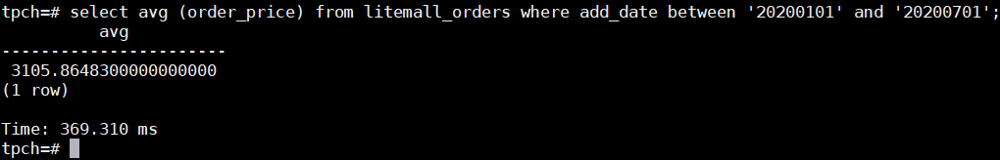 tpch=# select avg (order_price) from litemall_orders where add_date between '20200101' and '20200701';
avg
-----------------------
3105.8648300000000000
(1 row)
Time: 369.310 ms
tpch=#